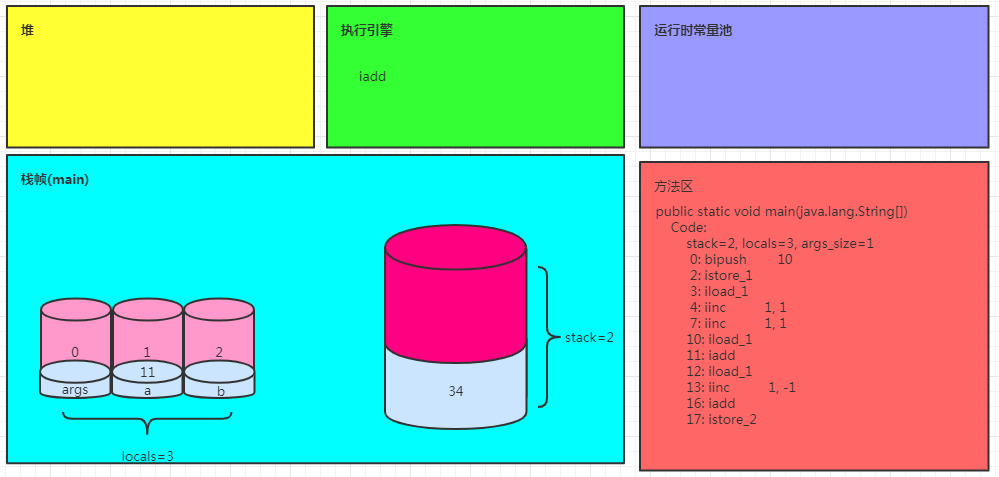 堆
执行引擎
iadd
运行时常量池
栈帧(main)
0
1
2
11
args
a
b
locals=3
34
stack=2
方法区
public static void main(java.lang.String[])
Code:
stack=2, locals=3, args_size=1
0: bipush 10
2: istore_1
3: iload_1
4: iinc 1, 1
7: iinc 1, 1
10: iload_1
11: iadd
12: iload_1
13: iinc 1, -1
16: iadd
17: istore_2